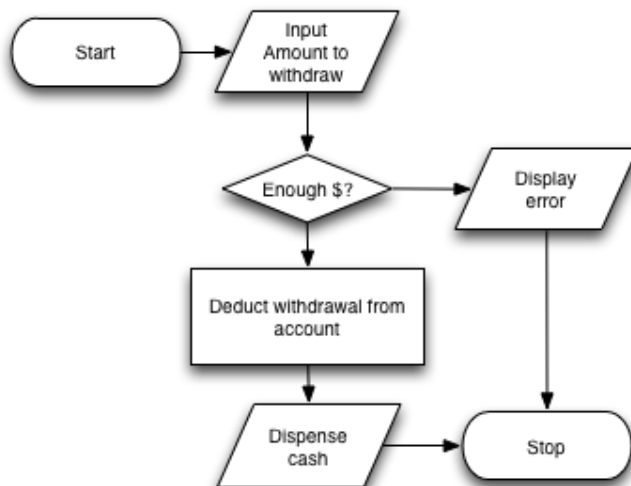 Start
Input
Amount to
withdraw
Enough $?
Display
error
Deduct withdrawal from
account
Dispense
cash
Stop